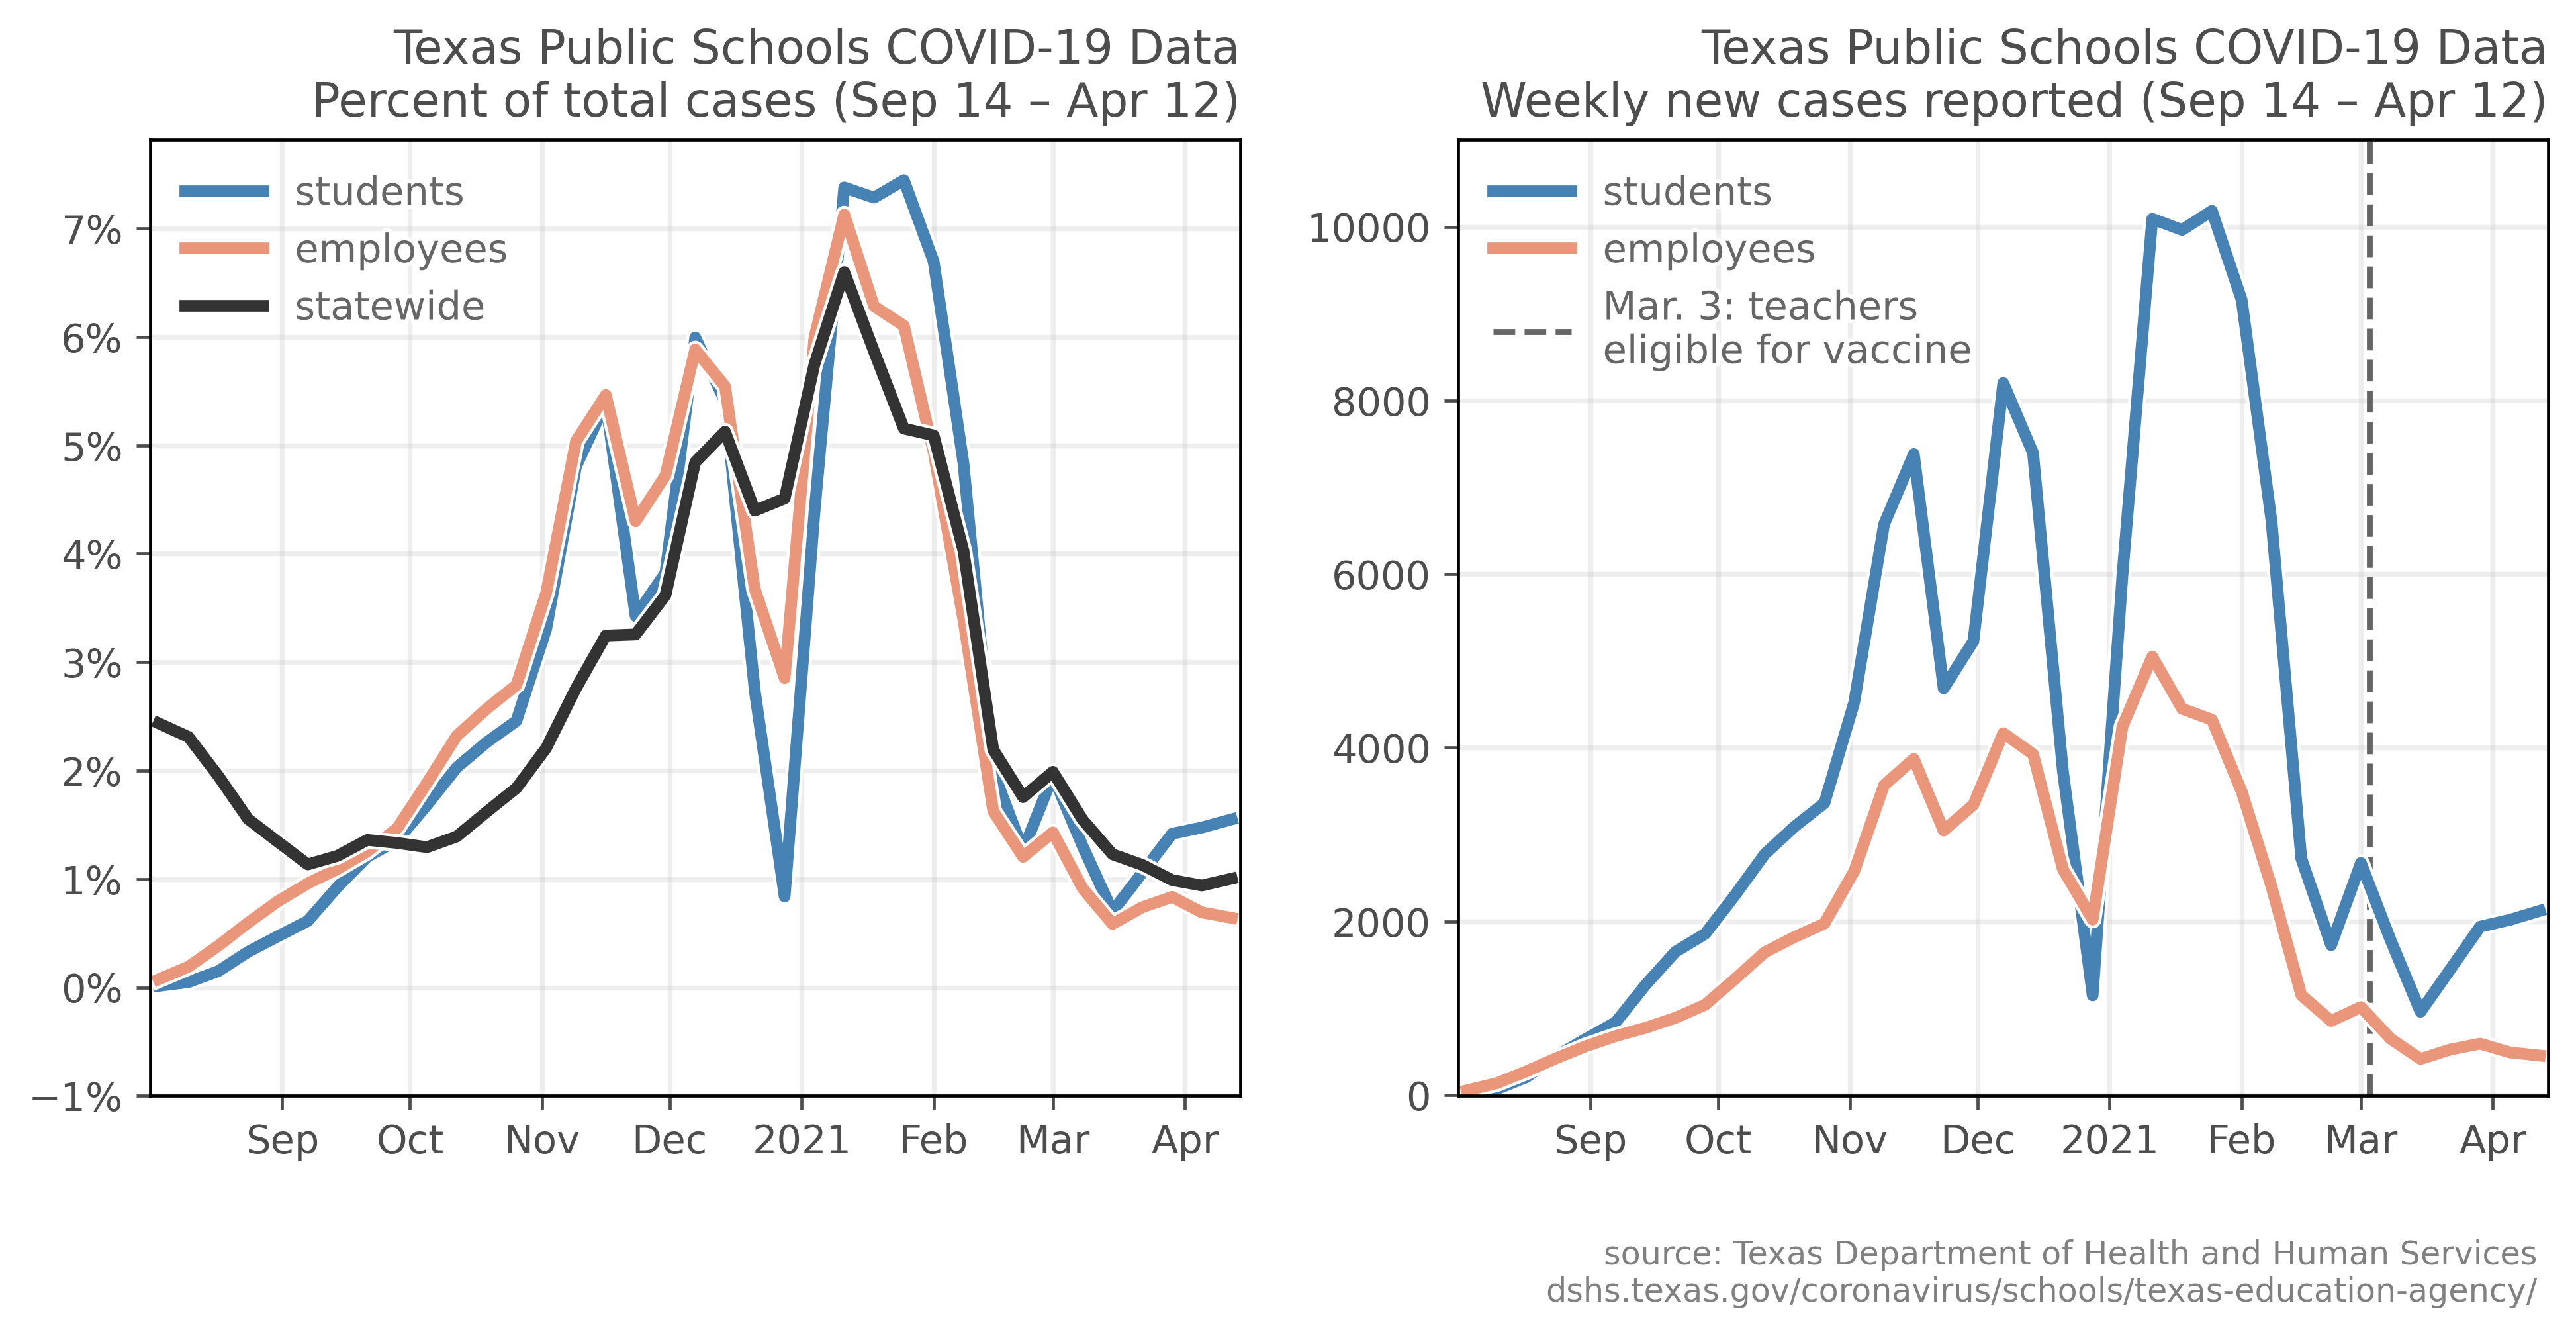 Texas Public Schools COVID-19 Data
Percent of total cases (Sep 14 – Apr 12)
students
employees
statewide
7%
6%
5%
4%
3%
2%
1%
0%
−1%
Sep Oct Nov Dec 2021 Feb Mar Apr
Texas Public Schools COVID-19 Data
Weekly new cases reported (Sep 14 – Apr 12)
students
employees
Mar. 3: teachers
eligible for vaccine
10000
8000
6000
4000
2000
0
Sep Oct Nov Dec 2021 Feb Mar Apr
source: Texas Department of Health and Human Services
dshs.texas.gov/coronavirus/schools/texas-education-agency/